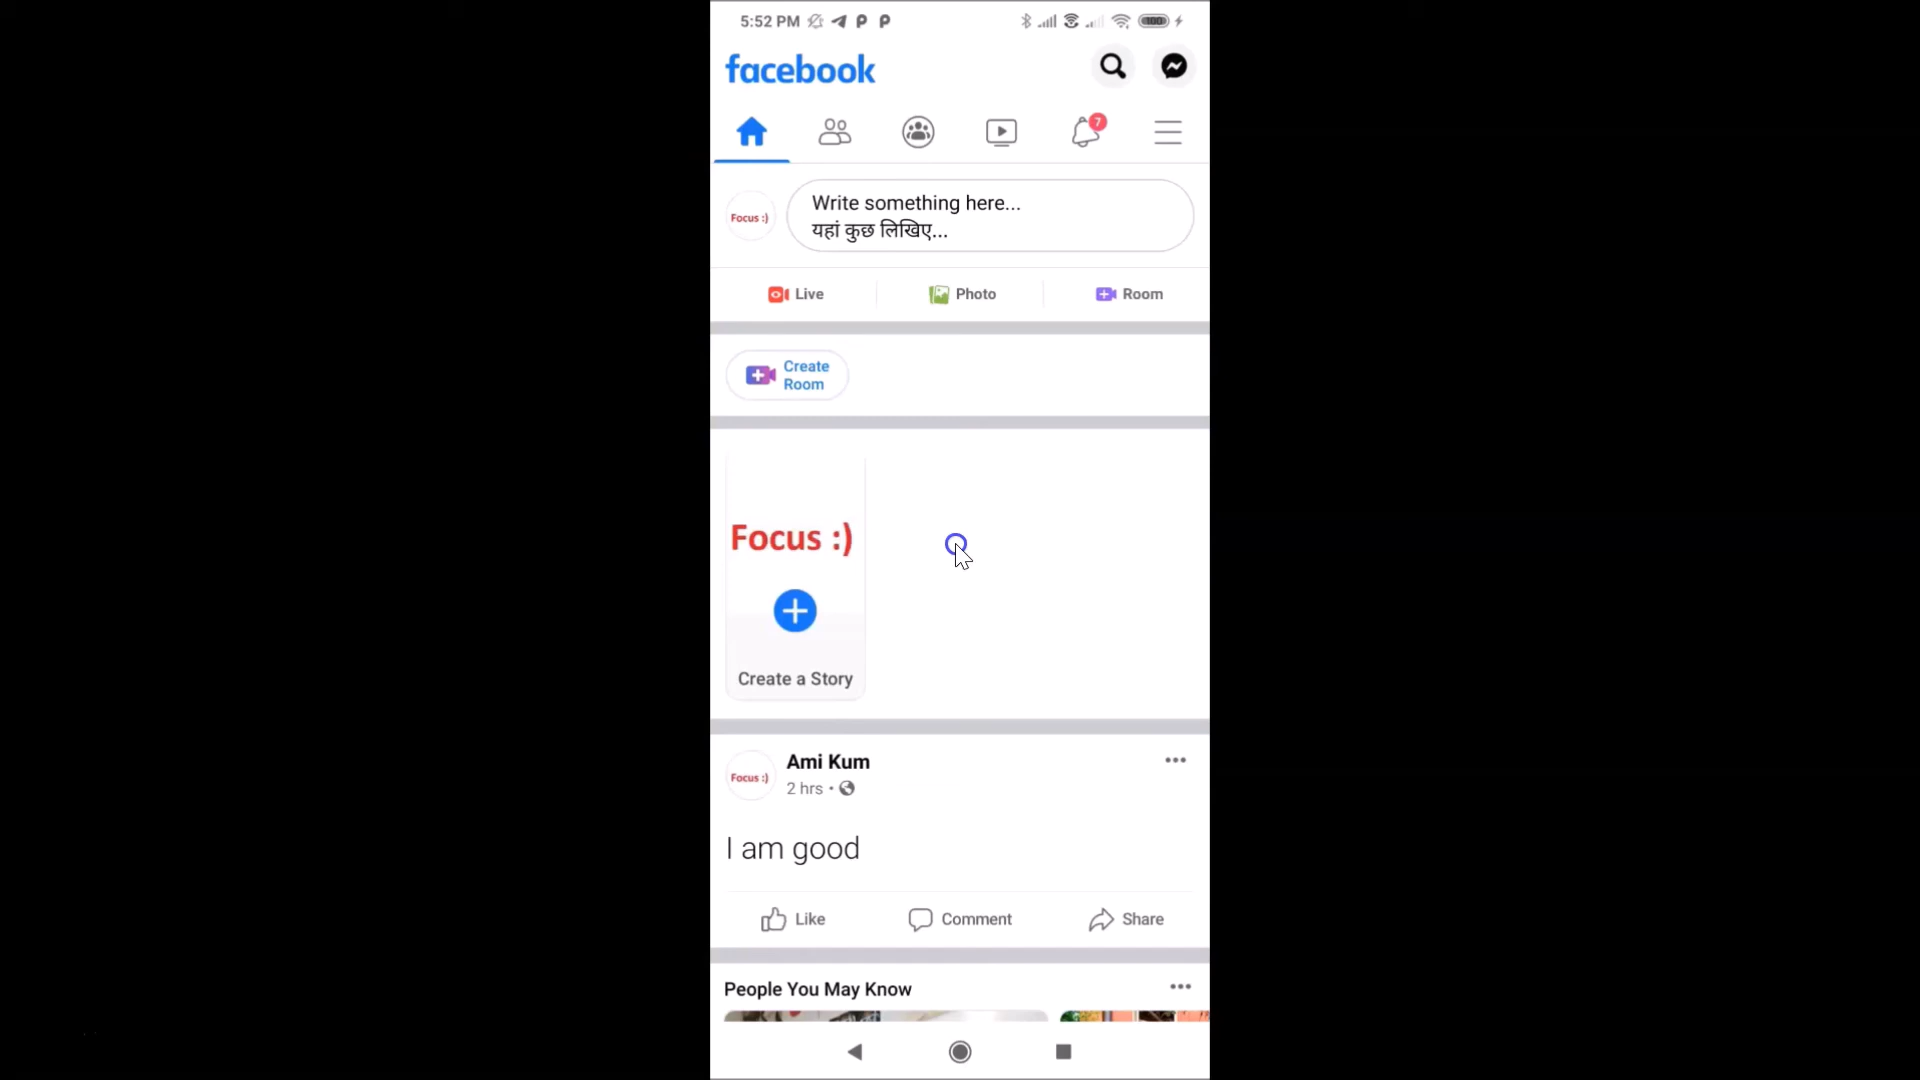 5:52 PM
facebook
7
Focus :)
Write something here...
यहां कुछ लिखिए...
Live
Photo
Room
Create
Room
Focus :)
Create a Story
Focus :)
Ami Kum
2 hrs •
I am good
Like
Comment
Share
People You May Know